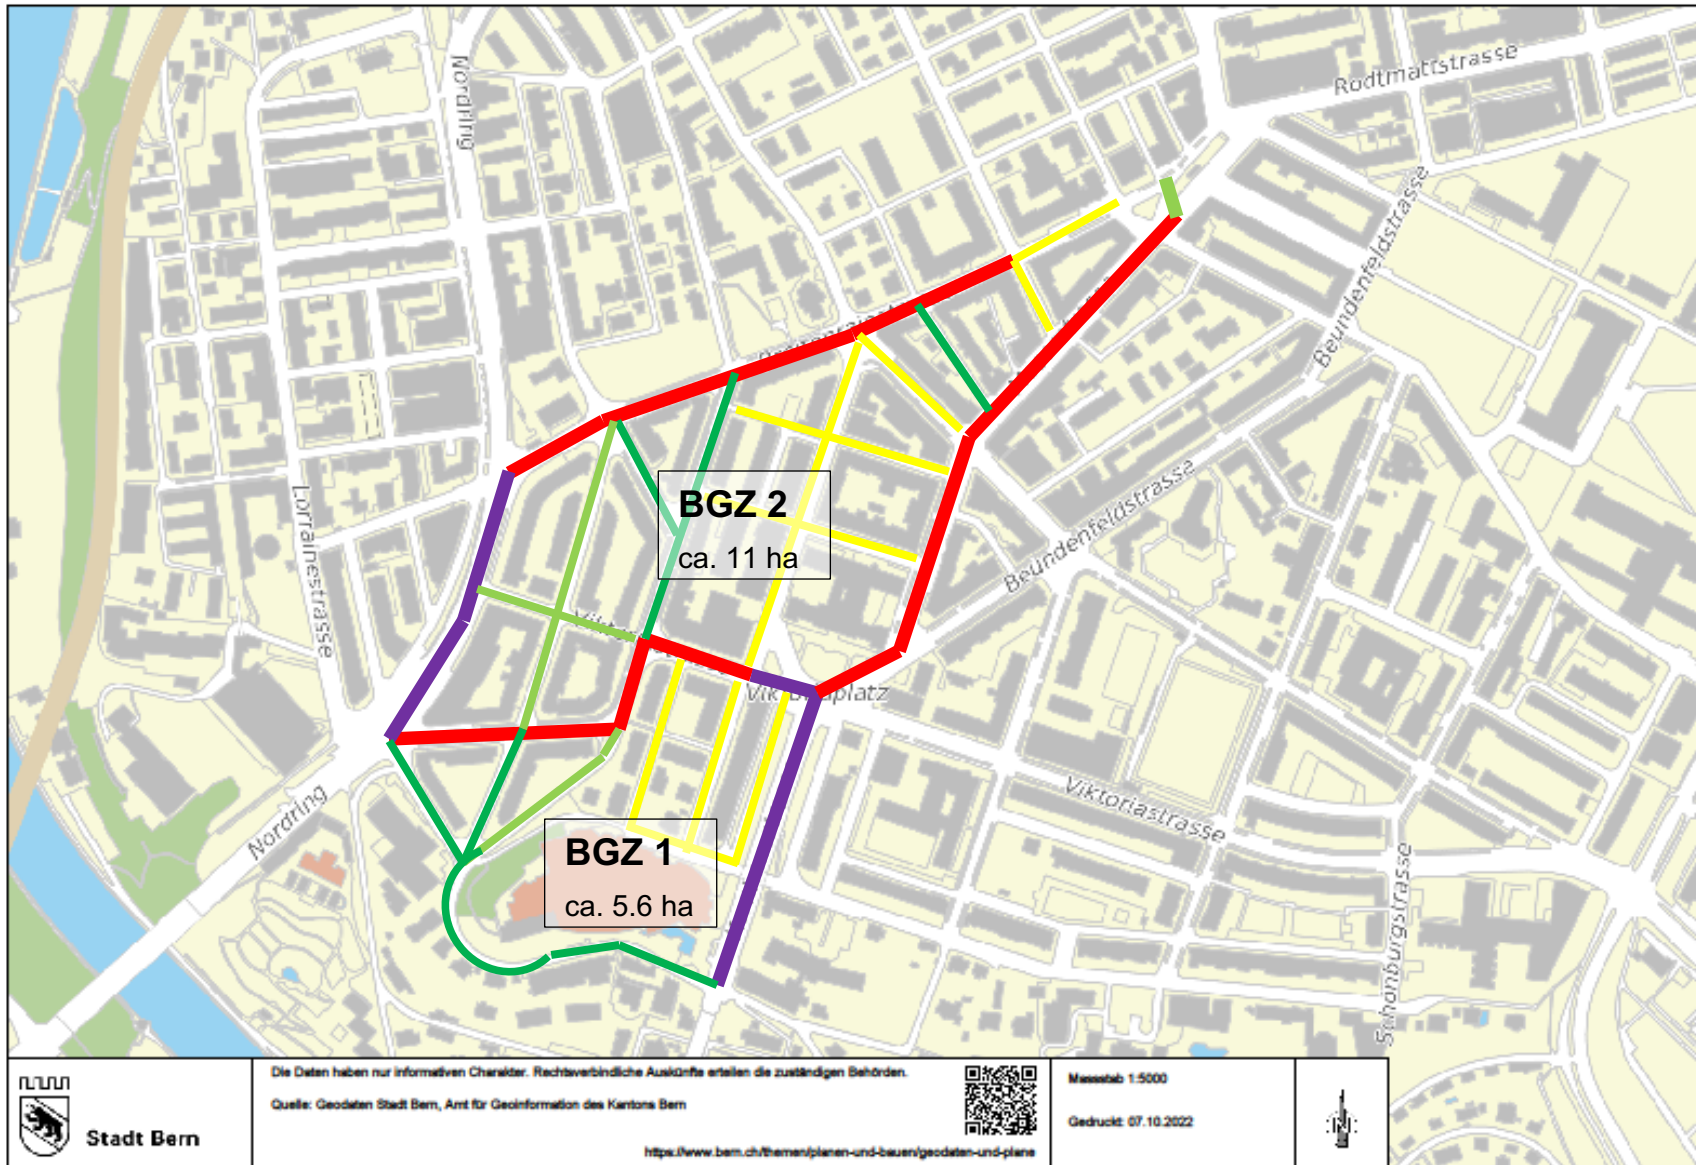 Nordring
Rodtmattstrasse
Beundenfeldstrasse
Lorrainestrasse
BGZ 2
ca. 11 ha
Beundenfeldstrasse
Viktoriastrasse
Nordring
BGZ 1
ca. 5.6 ha
Schönburgstrasse
Stadt Bern
Die Daten haben nur informativen Charakter. Rechtsverbindliche Auskünfte erteilen die zuständigen Behörden.
Quelle: Geodaten Stadt Bern, Amt für Geoinformation des Kantons Bern
https://www.bern.ch/themen/planen-und-bauen/geodaten-und-plane
Massstab 1:5000
Gedruckt: 07.10.2022